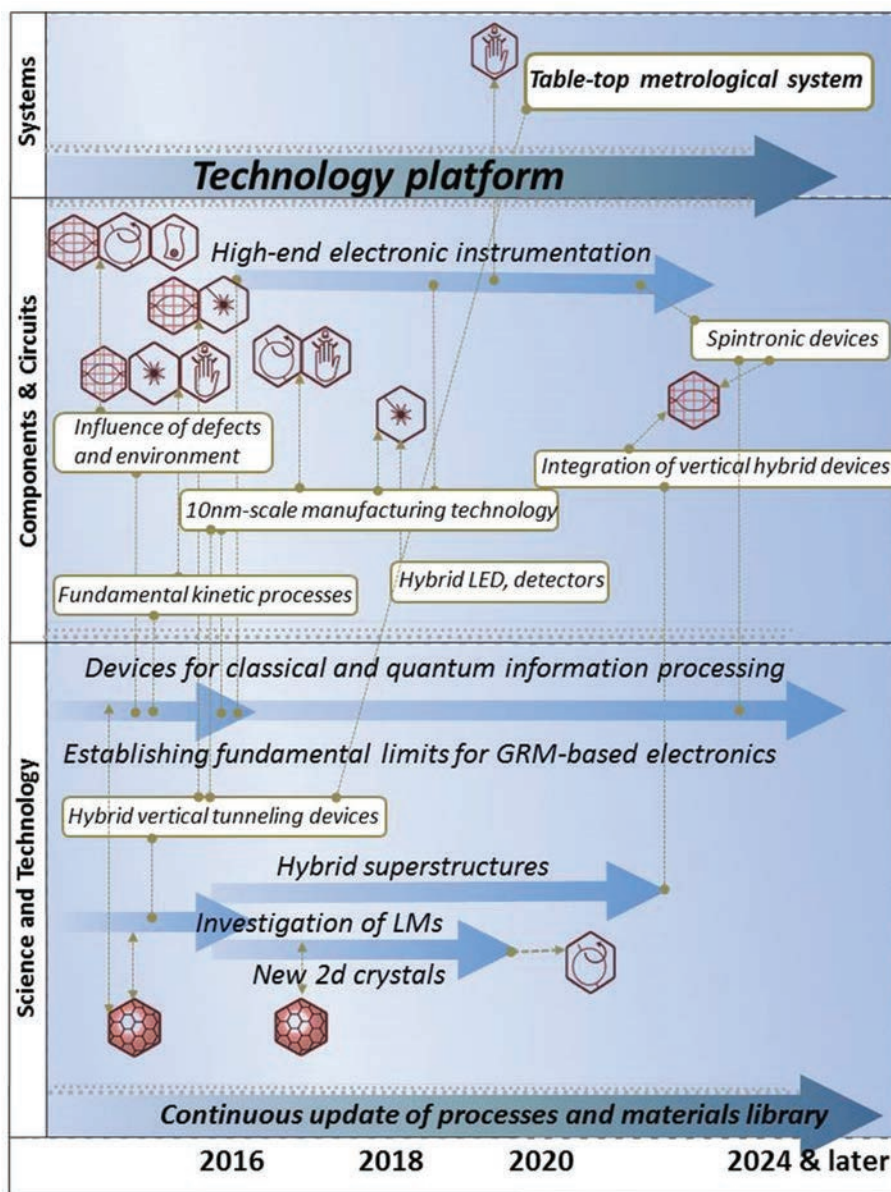 Systems
Table-top metrological system
Technology platform
Components & Circuits
High-end electronic instrumentation
Spintronic devices
Influence of defects
and environment
Integration of vertical hybrid devices
10nm-scale manufacturing technology
Hybrid LED, detectors
Fundamental kinetic processes
Science and Technology
Devices for classical and quantum information processing
Establishing fundamental limits for GRM-based electronics
Hybrid vertical tunneling devices
Hybrid superstructures
Investigation of LMs
New 2d crystals
Continuous update of processes and materials library
2016 2018 2020 2024 & later